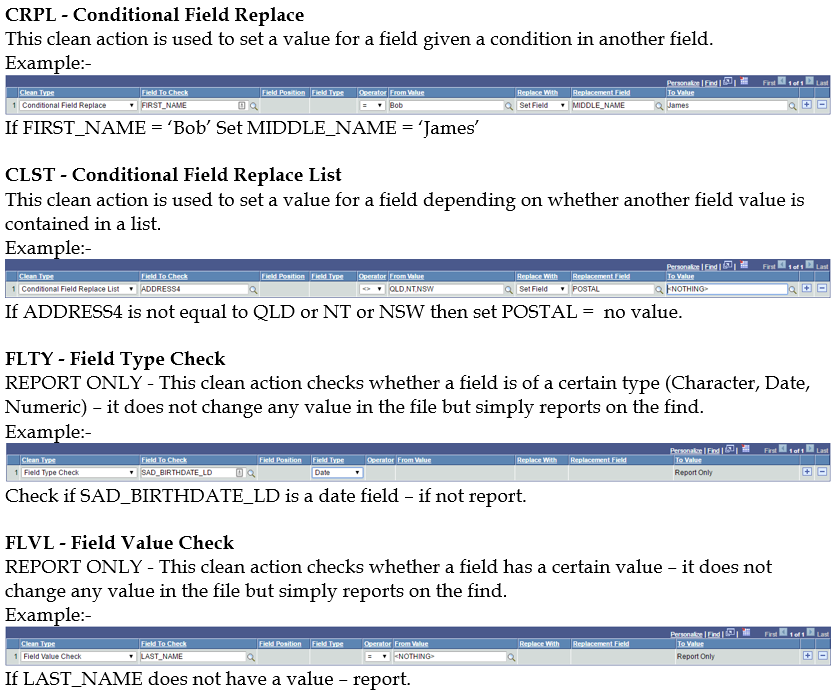 CRPL - Conditional Field Replace
This clean action is used to set a value for a field given a condition in another field.
Example:-
Personalize | Find | First 1 of 1 Last
Clean Type Field To Check Field Position Field Type Operator From Value Replace With Replacement Field To Value
1 Conditional Field Replace FIRST_NAME = Bob Set Field MIDDLE_NAME James
If FIRST_NAME = ‘Bob’ Set MIDDLE_NAME = ‘James’
CLST - Conditional Field Replace List
This clean action is used to set a value for a field depending on whether another field value is
contained in a list.
Example:-
Personalize | Find | First 1 of 1 Last
Clean Type Field To Check Field Position Field Type Operator From Value Replace With Replacement Field To Value
1 Conditional Field Replace List ADDRESS4 <> QLD,NT,NSW Set Field POSTAL <NOTHING>
If ADDRESS4 is not equal to QLD or NT or NSW then set POSTAL = no value.
FLTY - Field Type Check
REPORT ONLY - This clean action checks whether a field is of a certain type (Character, Date,
Numeric) – it does not change any value in the file but simply reports on the find.
Example:-
Personalize | Find | First 1 of 1 Last
Clean Type Field To Check Field Position Field Type Operator From Value Replace With Replacement Field To Value
1 Field Type Check SAD_BIRTHDATE_LD Date Report Only
Check if SAD_BIRTHDATE_LD is a date field – if not report.
FLVL - Field Value Check
REPORT ONLY - This clean action checks whether a field has a certain value – it does not
change any value in the file but simply reports on the find.
Example:-
Personalize | Find | First 1 of 1 Last
Clean Type Field To Check Field Position Field Type Operator From Value Replace With Replacement Field To Value
1 Field Value Check LAST_NAME = <NOTHING> Report Only
If LAST_NAME does not have a value – report.